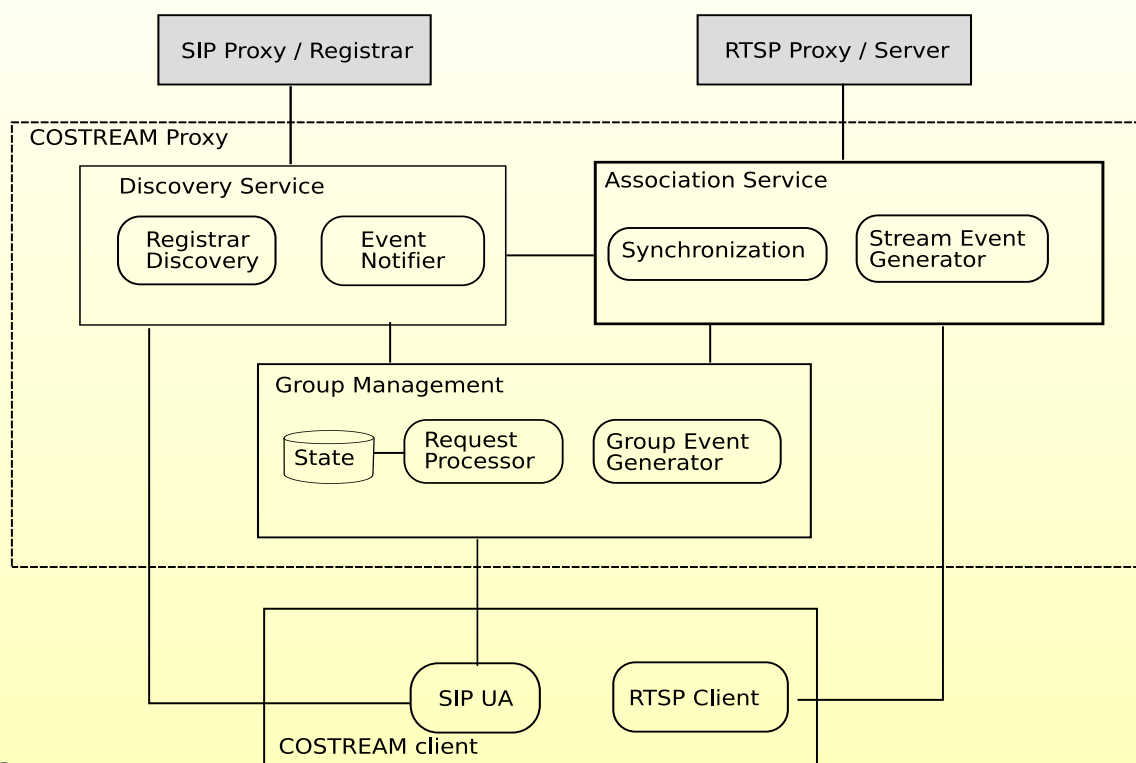 SIP Proxy / Registrar
RTSP Proxy / Server
COSTREAM Proxy
Discovery Service
Registrar
Discovery
Event
Notifier
Association Service
Synchronization
Stream Event
Generator
Group Management
State
Request
Processor
Group Event
Generator
SIP UA
RTSP Client
COSTREAM client